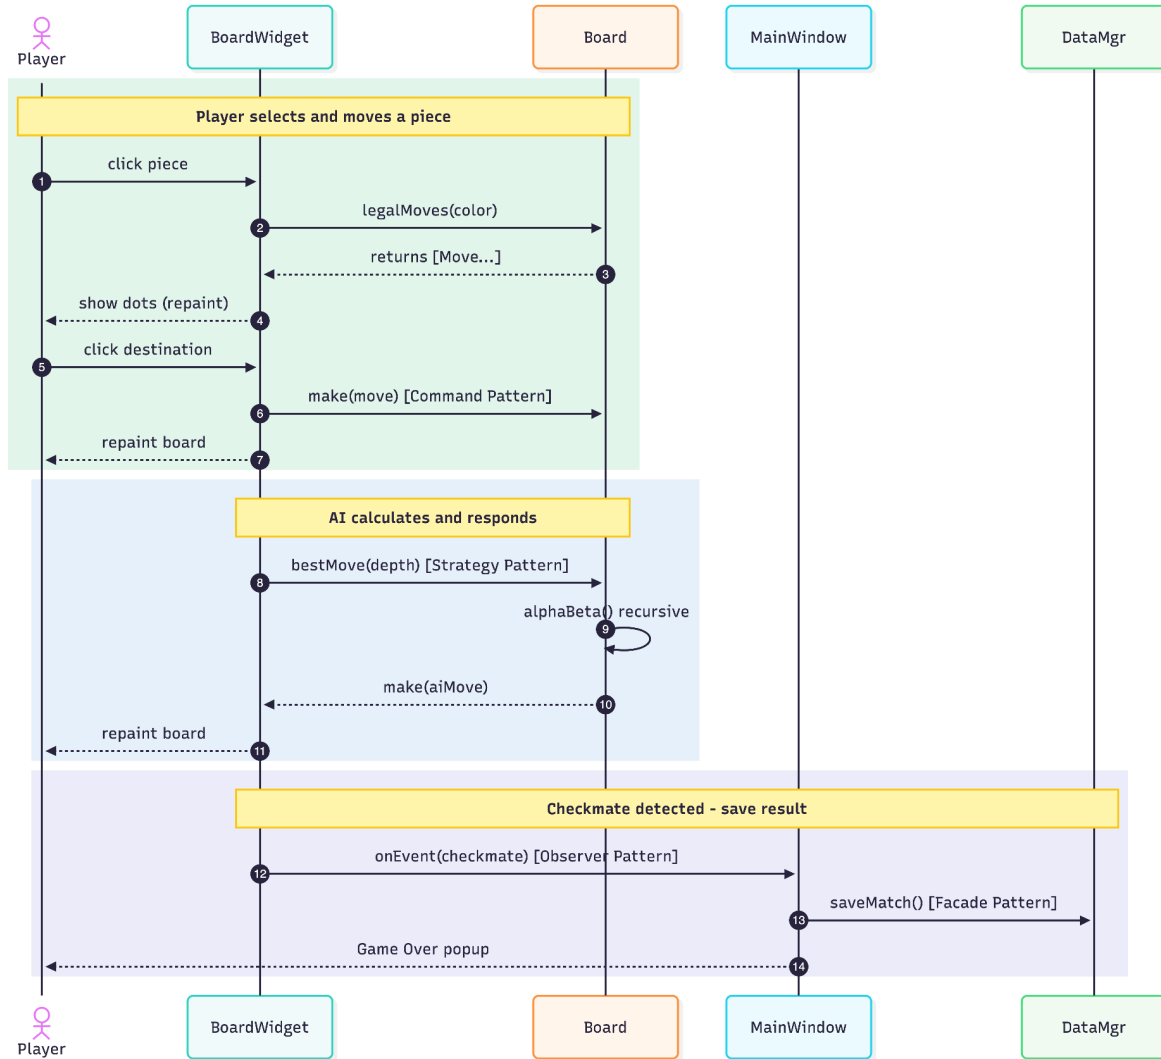 Player
BoardWidget
Board
MainWindow
DataMgr
Player selects and moves a piece
click piece
1
legalMoves(color)
2
returns [Move...]
3
show dots (repaint)
4
click destination
5
make(move) [Command Pattern]
6
repaint board
7
AI calculates and responds
bestMove(depth) [Strategy Pattern]
8
alphaBeta() recursive
9
make(aiMove)
10
repaint board
11
Checkmate detected - save result
onEvent(checkmate) [Observer Pattern]
12
saveMatch() [Facade Pattern]
13
Game Over popup
14
Player
BoardWidget
Board
MainWindow
DataMgr